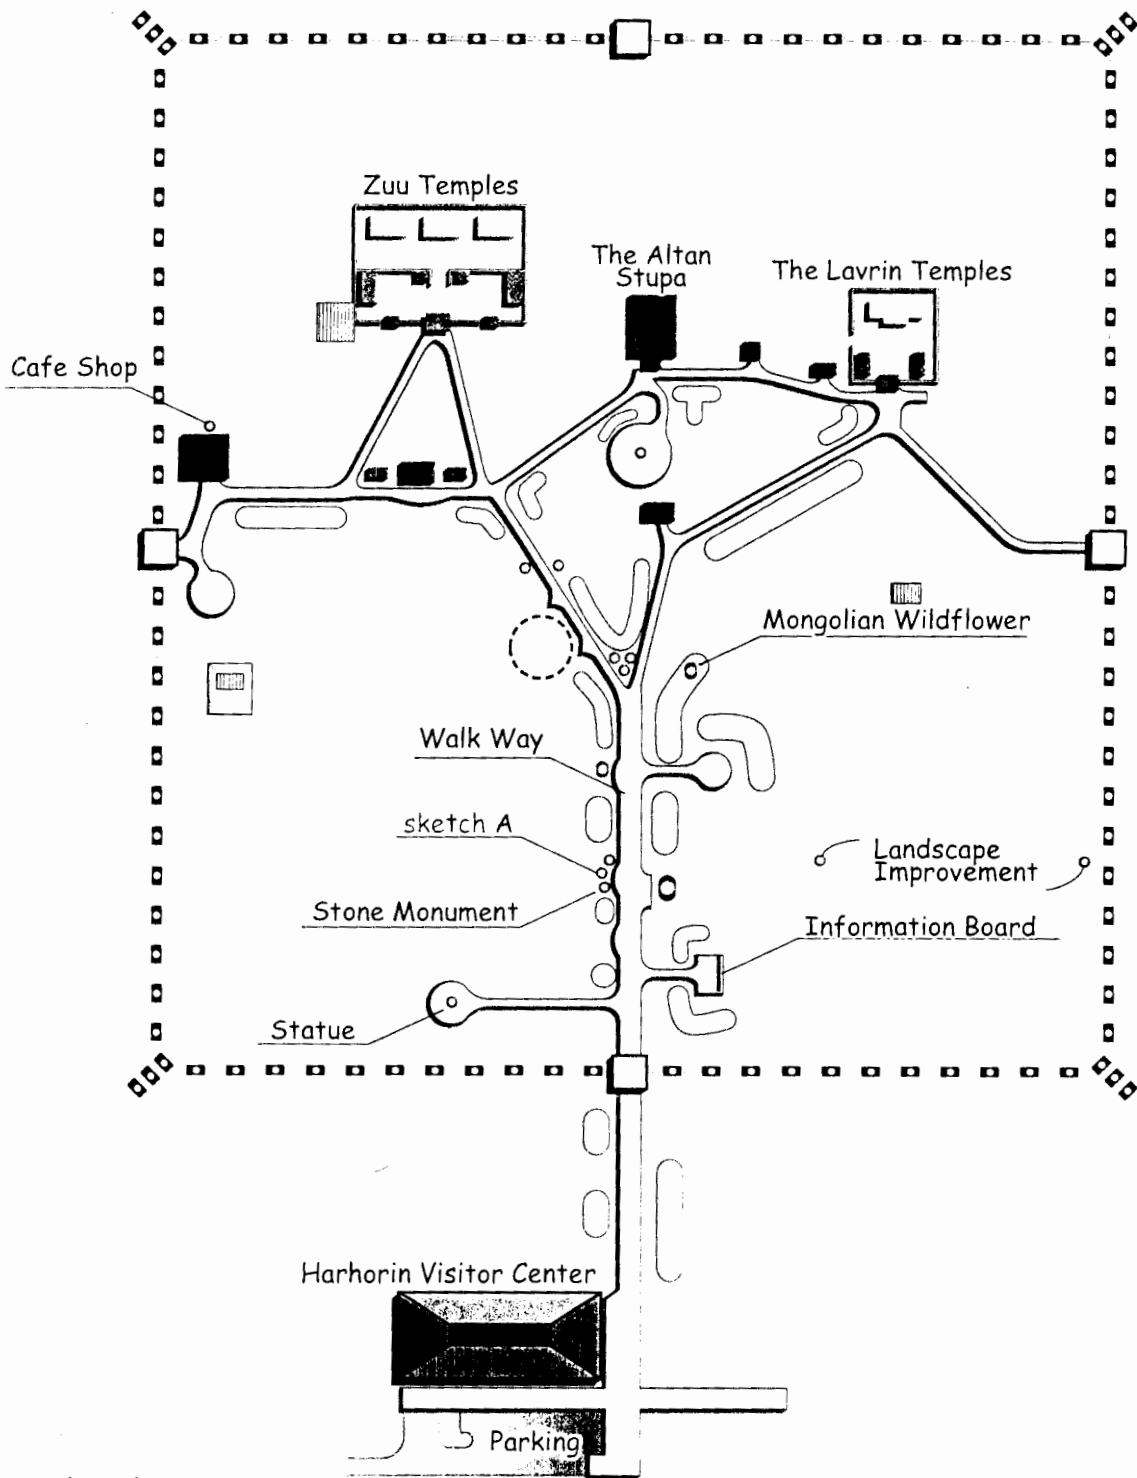 Zuu Temples
The Altan
Stupa
The Lavrin Temples
Cafe Shop
Mongolian Wildflower
Walk Way
sketch A
Landscape
Improvement
Stone Monument
Information Board
Statue
Harhorin Visitor Center
Parking